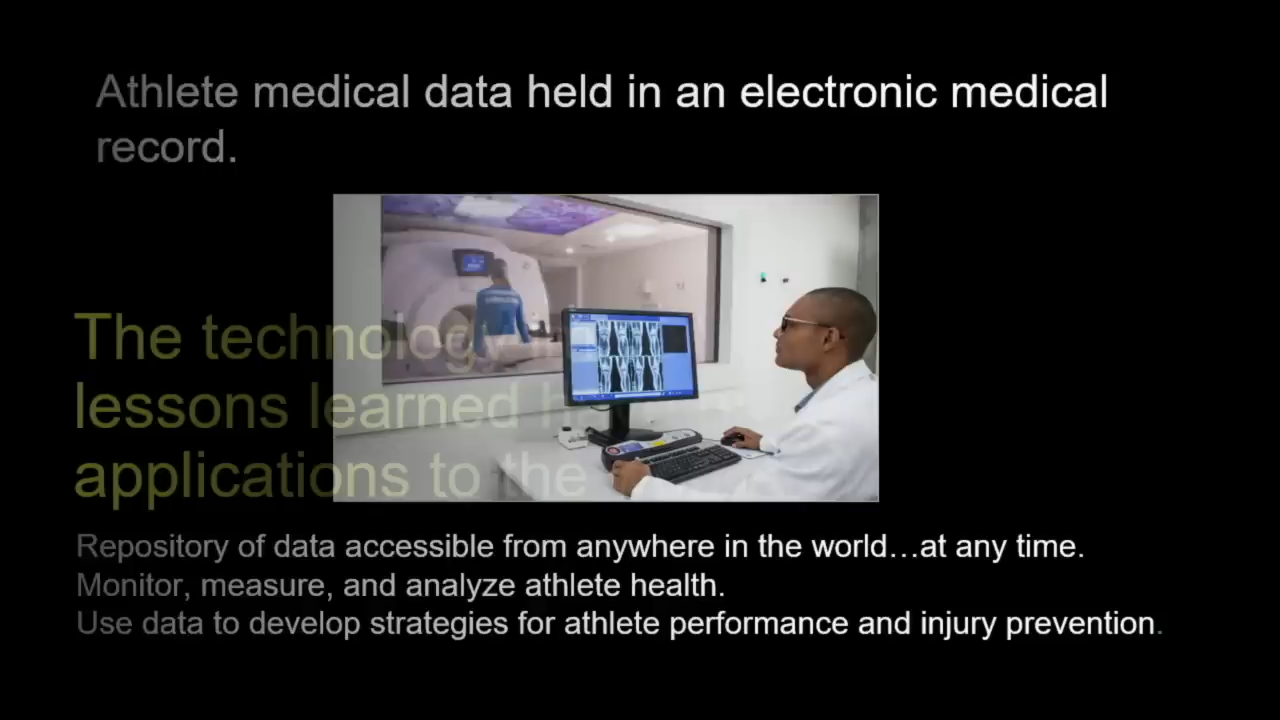 Athlete medical data held in an electronic medical
record.
The technology
lessons learned
applications to the
Repository of data accessible from anywhere in the world…at any time.
Monitor, measure, and analyze athlete health.
Use data to develop strategies for athlete performance and injury prevention.